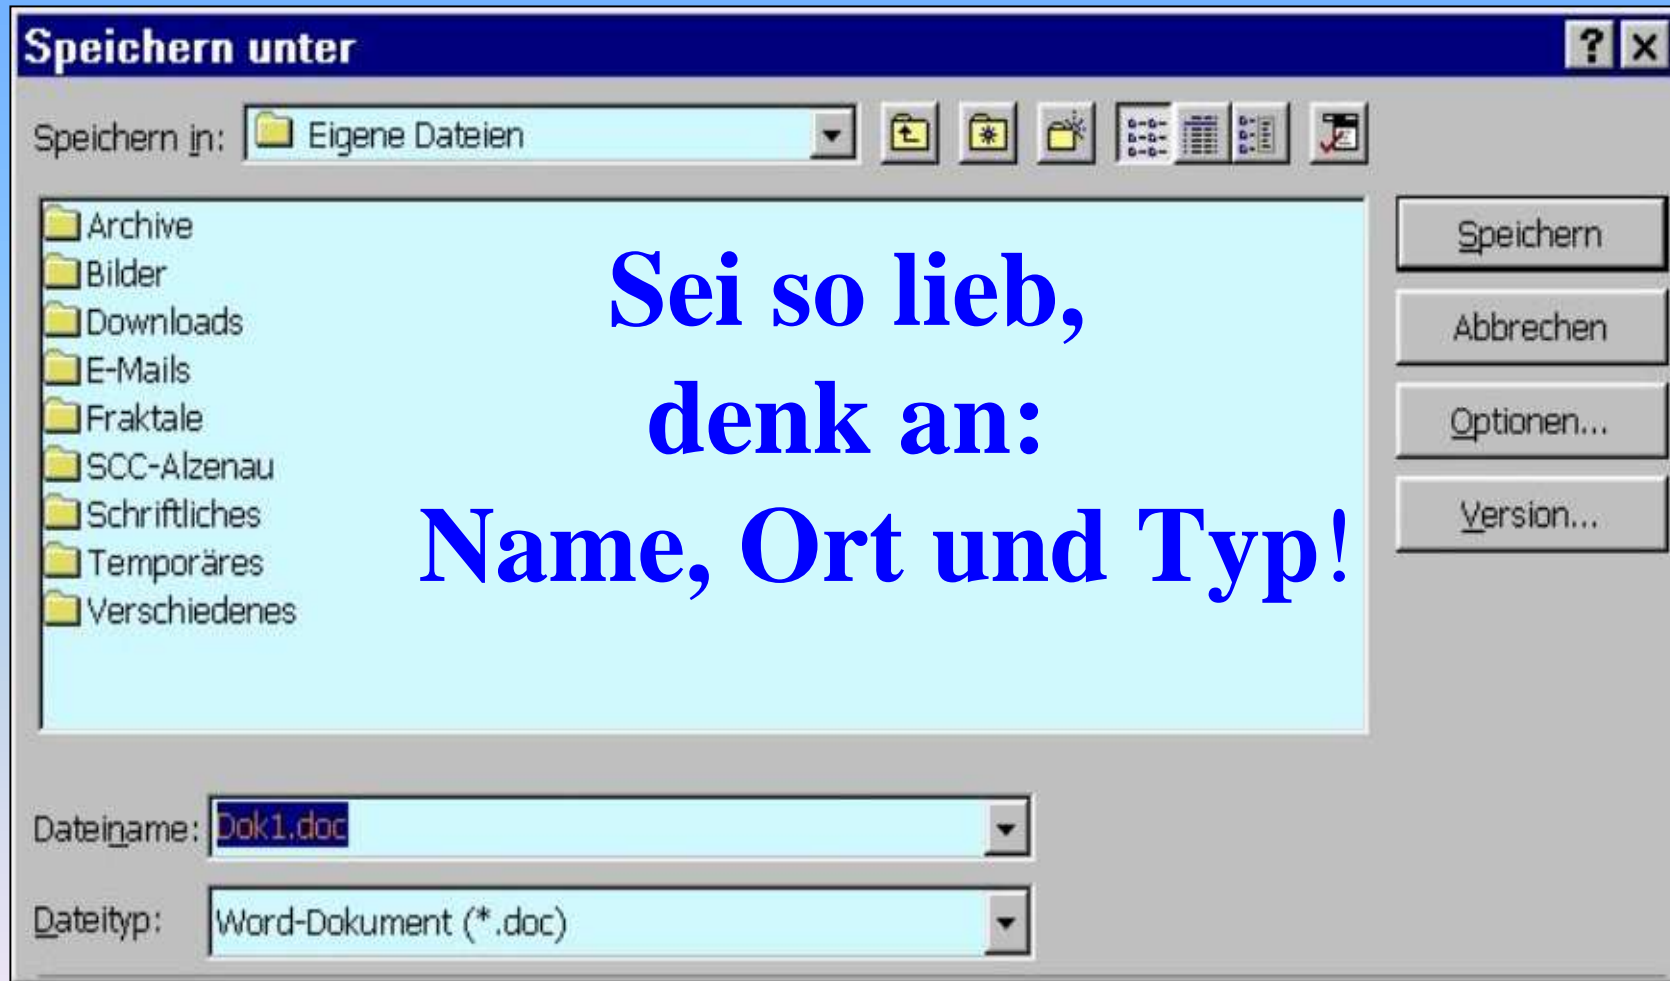 Speichern unter
Speichern in: Eigene Dateien
Archive
Bilder
Downloads
E-Mails
Fraktale
SCC-Alzenau
Schriftliches
Temporäres
Verschiedenes
Sei so lieb,
denk an:
Name, Ort und Typ!
Speichern
Abbrechen
Optionen...
Version...
Dateiname: Dok1.doc
Dateityp: Word-Dokument (*.doc)